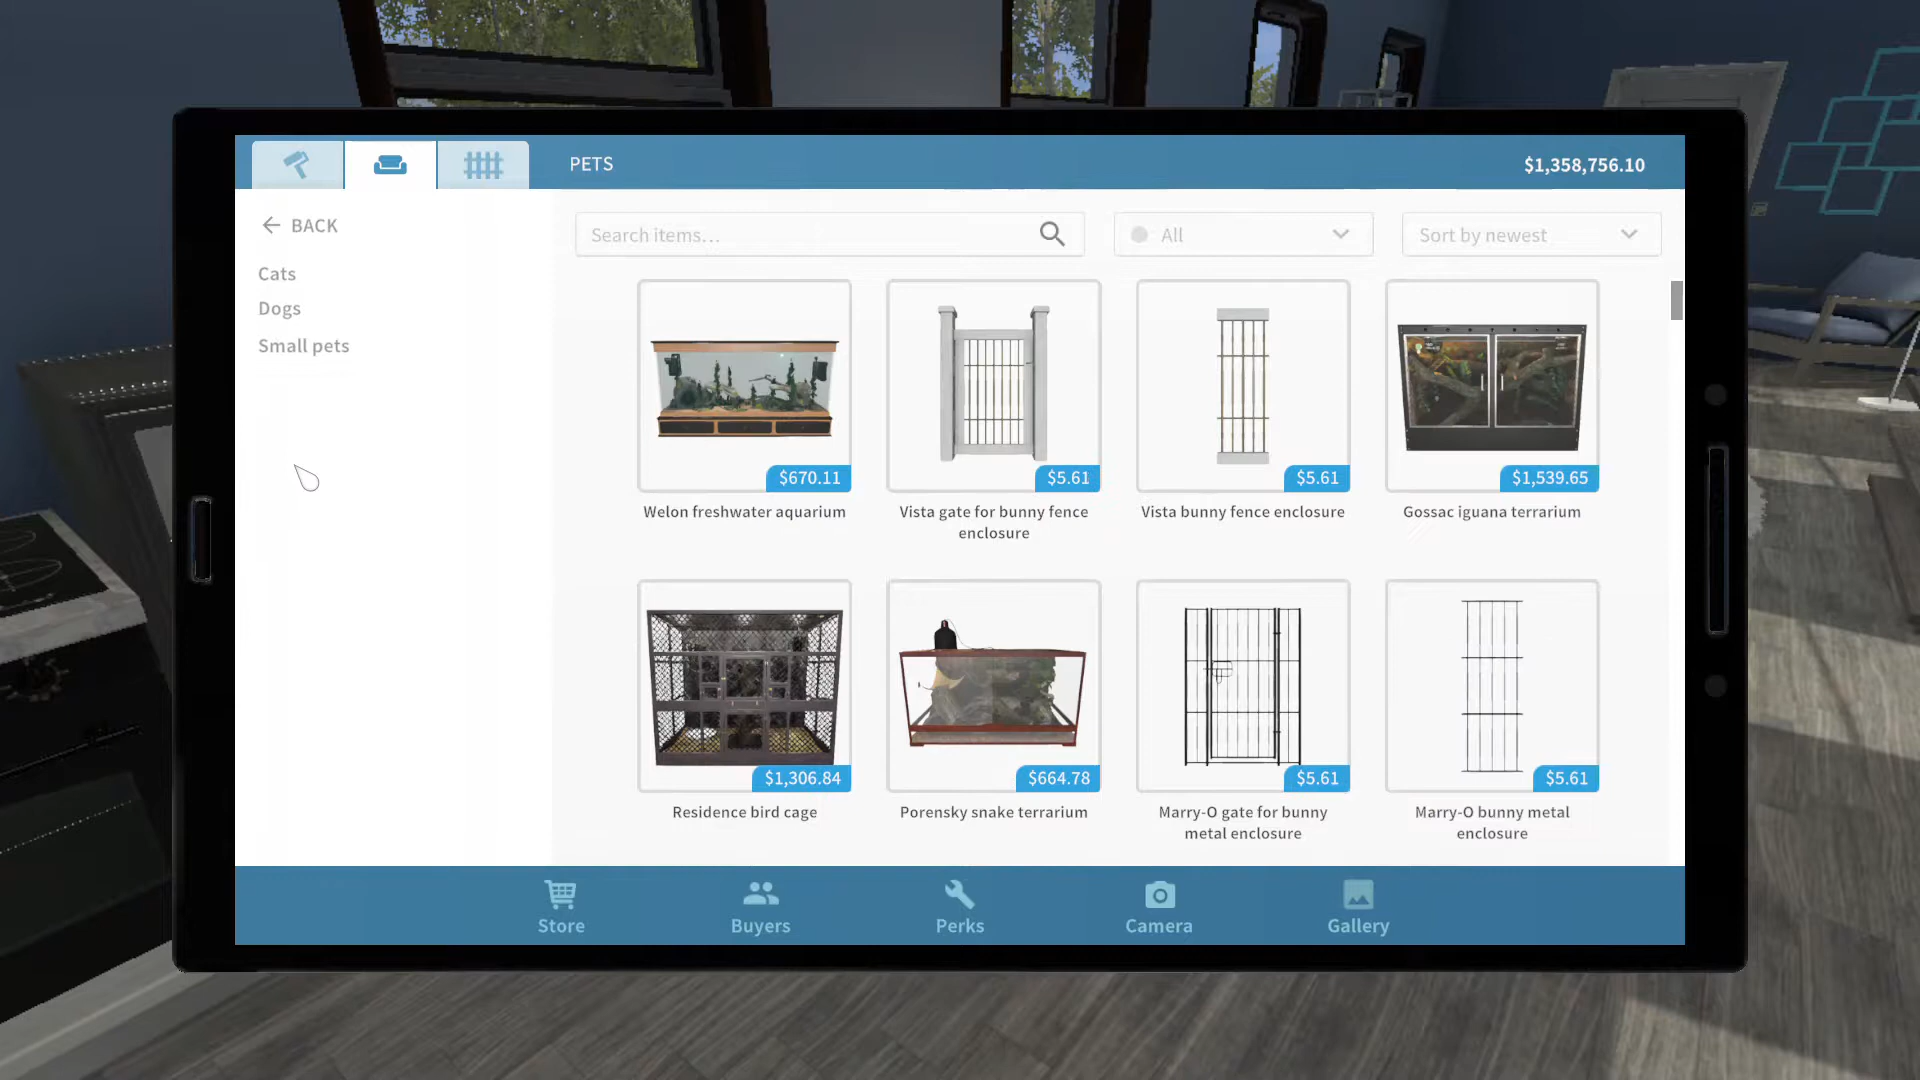 PETS
$1,358,756.10
BACK
Search items...
All
Sort by newest
Cats
Dogs
Small pets
$670.11
$5.61
$5.61
$1,539.65
Welon freshwater aquarium
Vista gate for bunny fence
enclosure
Vista bunny fence enclosure
Gossac iguana terrarium
$1,306.84
$664.78
$5.61
$5.61
Residence bird cage
Porensky snake terrarium
Marry-O gate for bunny
metal enclosure
Marry-O bunny metal
enclosure
Store
Buyers
Perks
Camera
Gallery